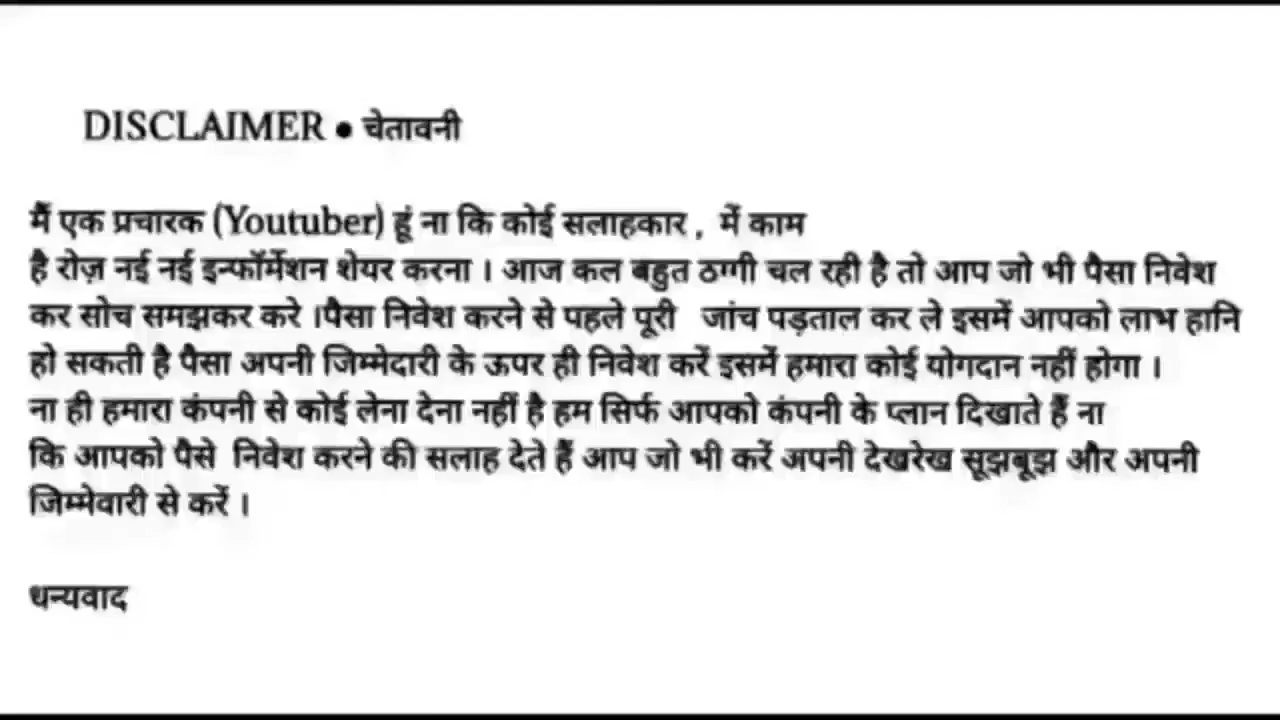 DISCLAIMER • चेतावनी
मैं एक प्रचारक (Youtuber) हूं ना कि कोई सलाहकार , में काम
है रोज़ नई नई इन्फॉर्मेशन शेयर करना । आज कल बहुत ठग्गी चल रही है तो आप जो भी पैसा निवेश
कर सोच समझकर करे ।पैसा निवेश करने से पहले पूरी जांच पड़ताल कर ले इसमें आपको लाभ हानि
हो सकती है पैसा अपनी जिम्मेदारी के ऊपर ही निवेश करें इसमें हमारा कोई योगदान नहीं होगा ।
ना ही हमारा कंपनी से कोई लेना देना नहीं है हम सिर्फ आपको कंपनी के प्लान दिखाते हैं ना
कि आपको पैसे निवेश करने की सलाह देते हैं आप जो भी करें अपनी देखरेख सूझबूझ और अपनी
जिम्मेवारी से करें ।
धन्यवाद